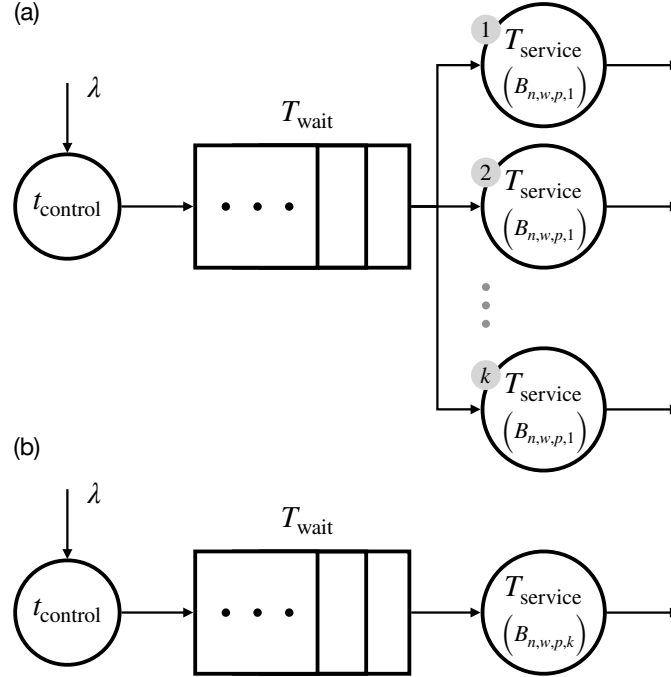 (a)
λ
t_control
T_wait
• • •
1
T_service
(B_{n,w,p,1})
2
T_service
(B_{n,w,p,1})
k
T_service
(B_{n,w,p,1})
(b)
λ
t_control
T_wait
• • •
T_service
(B_{n,w,p,k})